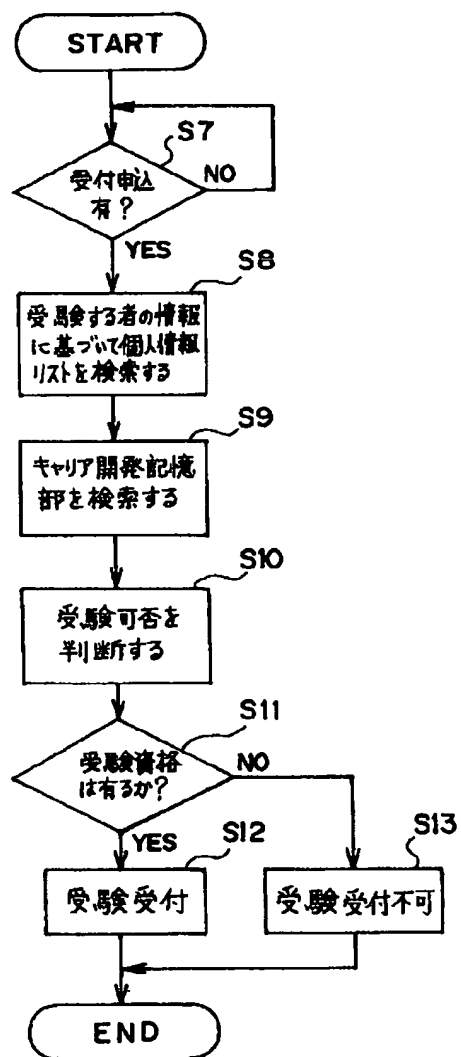 START
S7
受付申込
有?
NO
YES
S8
受験する者の情報
に基づいて個人情報
リストを検索する
S9
キャリア開発記憶
部を検索する
S10
受験可否を
判断する
S11
受験資格
は有るか?
NO
YES
S12
S13
受験受付
受験受付不可
END